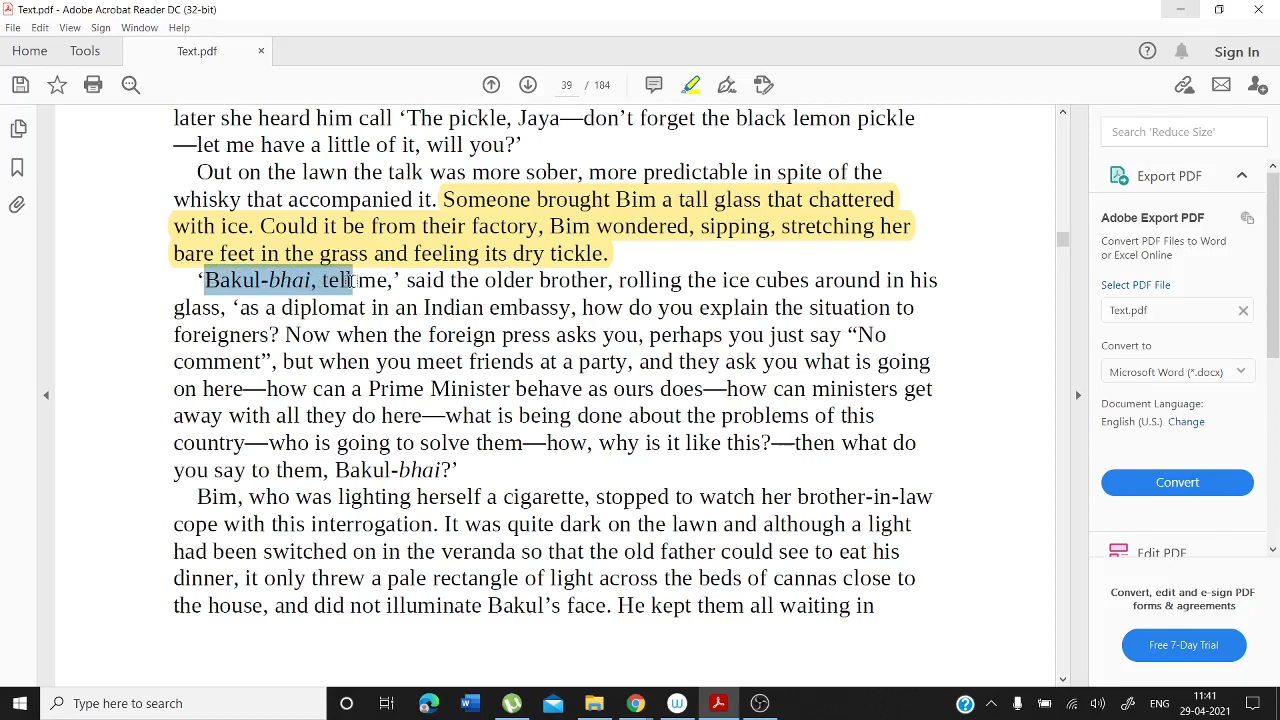 Text.pdf - Adobe Acrobat Reader DC (32-bit)
File Edit View Sign Window Help
Home Tools Text.pdf × Sign In
39 / 184
later she heard him call ‘The pickle, Jaya—don’t forget the black lemon pickle
—let me have a little of it, will you?’
Out on the lawn the talk was more sober, more predictable in spite of the
whisky that accompanied it. Someone brought Bim a tall glass that chattered
with ice. Could it be from their factory, Bim wondered, sipping, stretching her
bare feet in the grass and feeling its dry tickle.
‘Bakul-bhai, tell me,’ said the older brother, rolling the ice cubes around in his
glass, ‘as a diplomat in an Indian embassy, how do you explain the situation to
foreigners? Now when the foreign press asks you, perhaps you just say “No
comment”, but when you meet friends at a party, and they ask you what is going
on here—how can a Prime Minister behave as ours does—how can ministers get
away with all they do here—what is being done about the problems of this
country—who is going to solve them—how, why is it like this?—then what do
you say to them, Bakul-bhai?’
Bim, who was lighting herself a cigarette, stopped to watch her brother-in-law
cope with this interrogation. It was quite dark on the lawn and although a light
had been switched on in the veranda so that the old father could see to eat his
dinner, it only threw a pale rectangle of light across the beds of cannas close to
the house, and did not illuminate Bakul’s face. He kept them all waiting in
Search 'Reduce Size'
Export PDF
Adobe Export PDF
Convert PDF Files to Word
or Excel Online
Select PDF File
Text.pdf
Convert to
Microsoft Word (*.docx)
Document Language:
English (U.S.) Change
Convert
Edit PDF
Convert, edit and e-sign PDF
forms & agreements
Free 7-Day Trial
Type here to search
ENG
11:41
29-04-2021